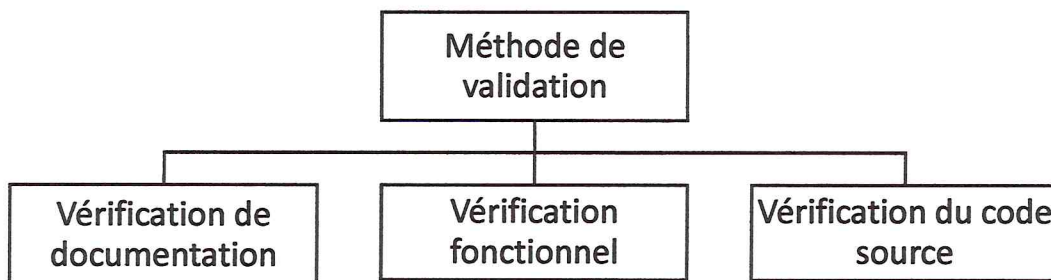 Méthode de
validation
Vérification de
documentation
Vérification
fonctionnel
Vérification du code
source